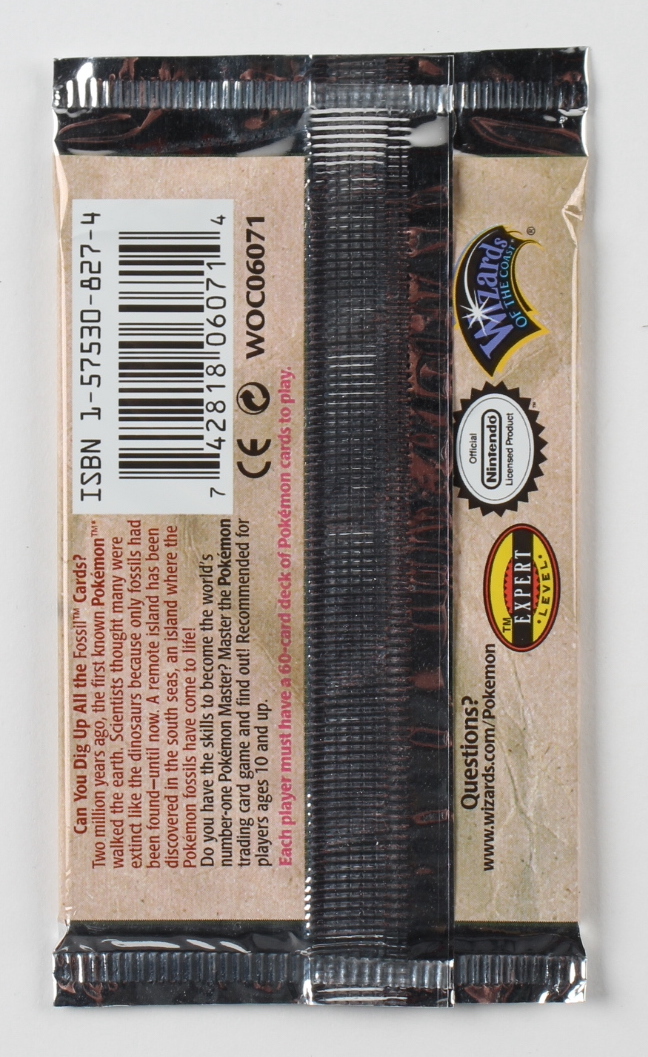 Can You Dig Up All the Fossil™ Cards?
Two million years ago, the first known Pokémon™*
walked the earth. Scientists thought many were
extinct like the dinosaurs because only fossils had
been found—until now. A remote island has been
discovered in the south seas, an island where the
Pokémon fossils have come to life!
Do you have the skills to become the world's
number-one Pokémon Master? Master the Pokémon
trading card game and find out! Recommended for
players ages 10 and up.
Each player must have a 60-card deck of Pokémon cards to play.
ISBN 1-57530-827-4
7 42818 06071 4
CE WOC06071
Questions?
www.wizards.com/Pokemon
TM
EXPERT
·LEVEL·
Official
Nintendo
Licensed Product
™
Wizards
OF THE COAST®
®